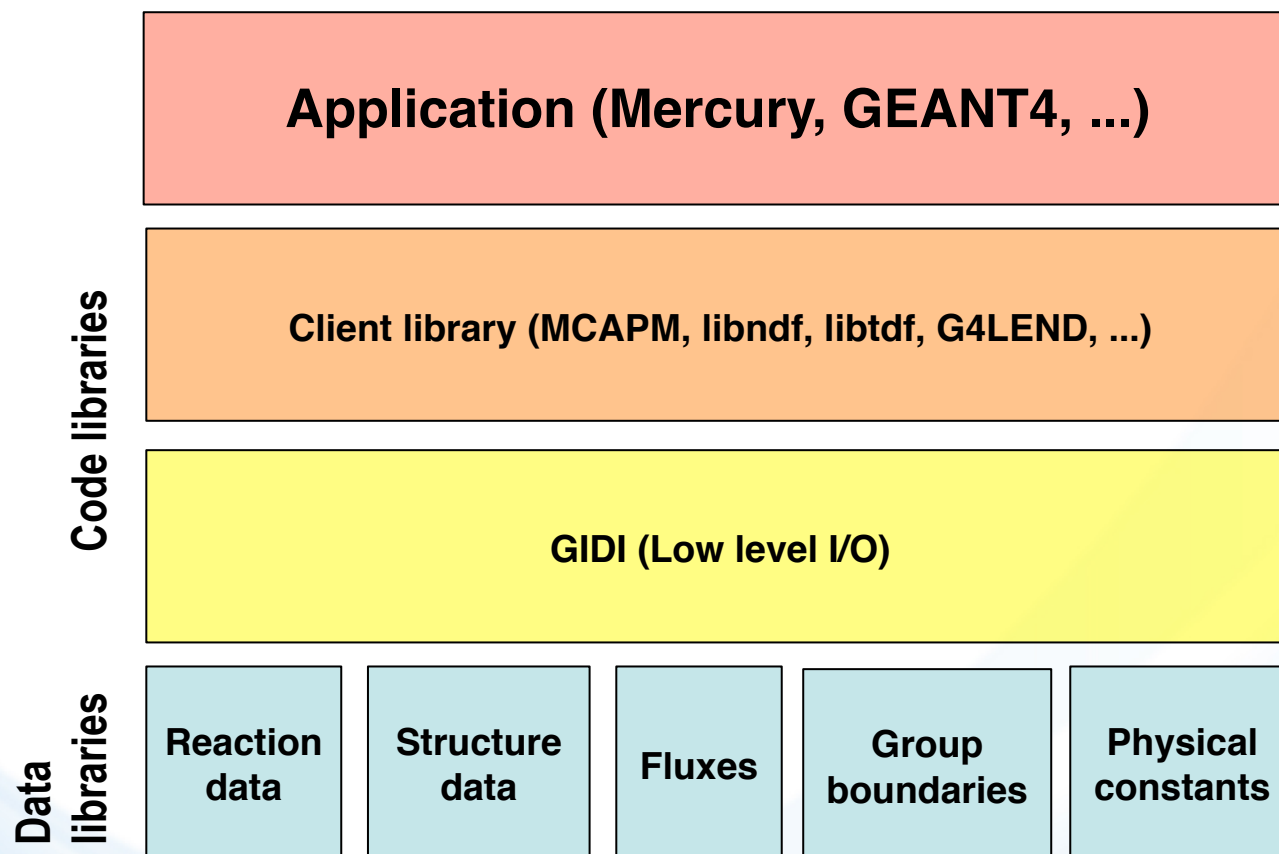 Application (Mercury, GEANT4, ...)
Code libraries
Client library (MCAPM, libndf, libtdf, G4LEND, ...)
GIDI (Low level I/O)
Data
libraries
Reaction
data
Structure
data
Fluxes
Group
boundaries
Physical
constants